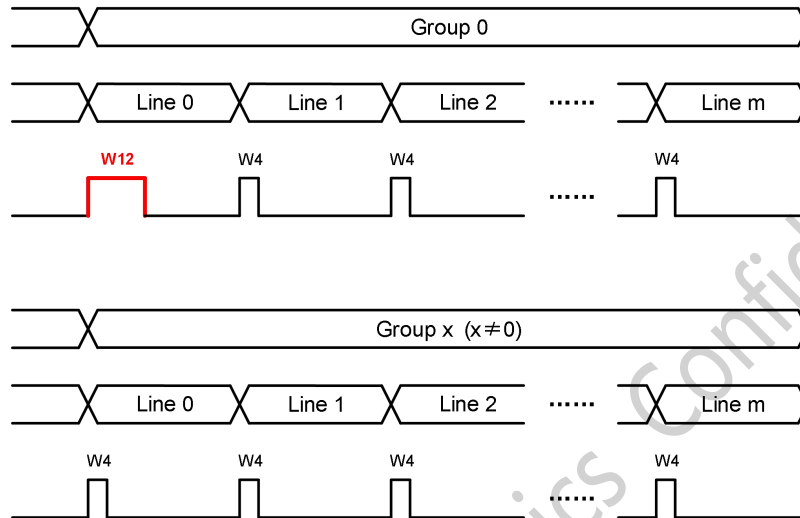 Group 0
Line 0 Line 1 Line 2 ...... Line m
W12 W4 W4 W4
......
Group x (x≠0)
Line 0 Line 1 Line 2 ...... Line m
W4 W4 W4 W4
......